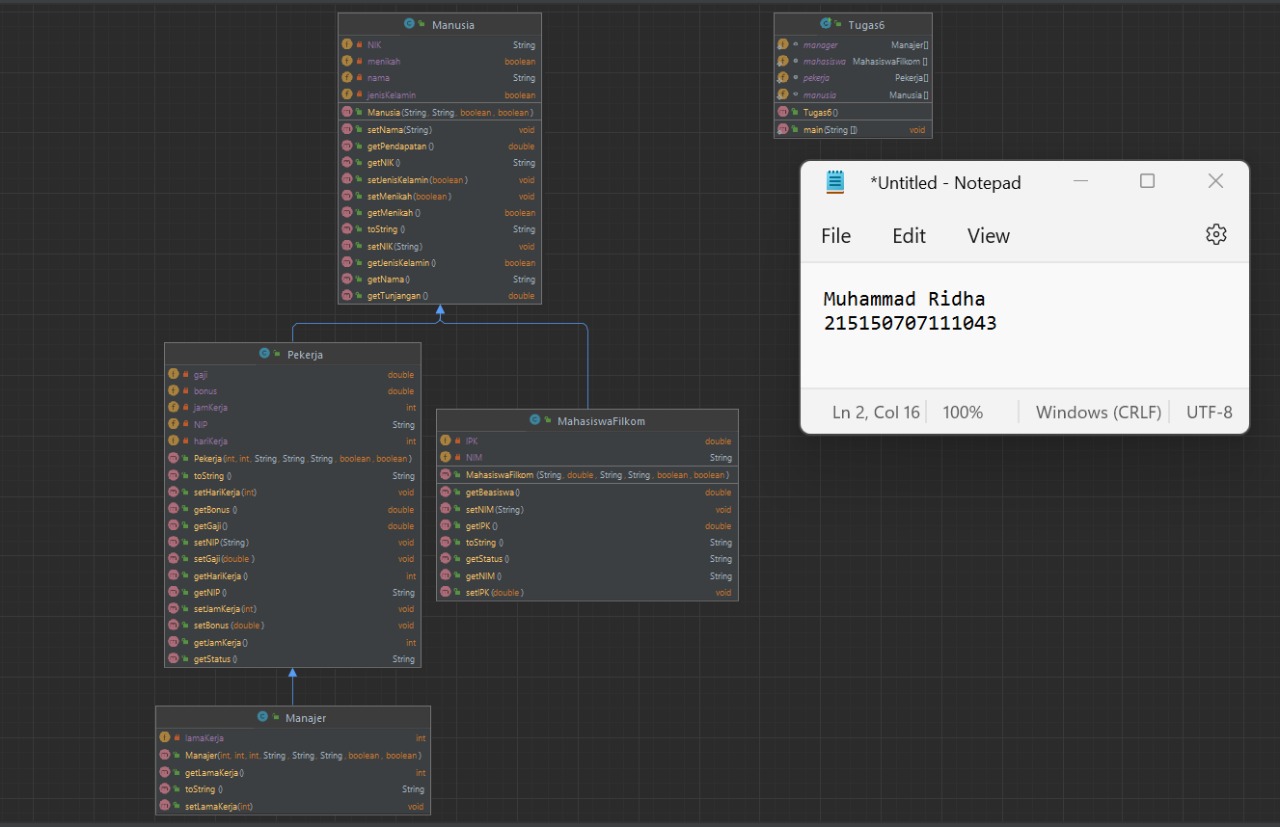 Manusia
NIK String
menikah boolean
nama String
jenisKelamin boolean
Manusia(String, String, boolean, boolean)
setNama(String) void
getPendapatan() double
getNIK() String
setJenisKelamin(boolean) void
setMenikah(boolean) void
getMenikah() boolean
toString() String
setNIK(String) void
getJenisKelamin() boolean
getNama() String
getTunjangan() double
Tugas6
manager Manajer[]
mahasiswa MahasiswaFilkom[]
pekerja Pekerja[]
manusia Manusia[]
Tugas6()
main(String[]) void
*Untitled - Notepad
File Edit View
Muhammad Ridha
215150707111043
Ln 2, Col 16 100% Windows (CRLF) UTF-8
Pekerja
gaji double
bonus double
jamKerja int
NIP String
hariKerja int
Pekerja(int, int, String, String, String, boolean, boolean)
toString() String
setHariKerja(int) void
getBonus() double
getGaji() double
setNIP(String) void
setGaji(double) void
getHariKerja() int
getNIP() String
setJamKerja(int) void
setBonus(double) void
getJamKerja() int
getStatus() String
MahasiswaFilkom
IPK double
NIM String
MahasiswaFilkom(String, double, String, String, boolean, boolean)
getBeasiswa() double
setNIM(String) void
getIPK() double
toString() String
getStatus() String
getNIM() String
setIPK(double) void
Manajer
lamaKerja int
Manajer(int, int, int, String, String, String, boolean, boolean)
getLamaKerja() int
toString() String
setLamaKerja(int) void